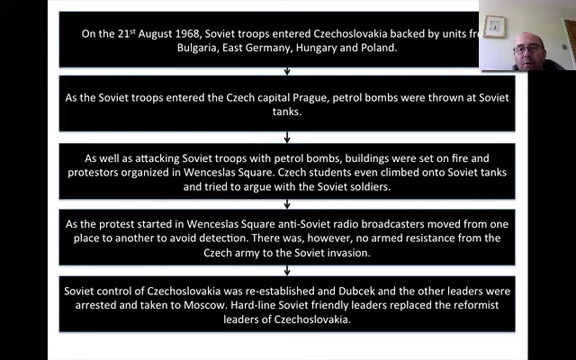 On the 21st August 1968, Soviet troops entered Czechoslovakia backed by units
Bulgaria, East Germany, Hungary and Poland.
As the Soviet troops entered the Czech capital Prague, petrol bombs were thrown at Soviet
tanks.
As well as attacking Soviet troops with petrol bombs, buildings were set on fire and
protestors organized in Wenceslas Square. Czech students even climbed onto Soviet tanks
and tried to argue with the Soviet soldiers.
As the protest started in Wenceslas Square anti-Soviet radio broadcasters moved from one
place to another to avoid detection. There was, however, no armed resistance from the
Czech army to the Soviet invasion.
Soviet control of Czechoslovakia was re-established and Dubcek and the other leaders were
arrested and taken to Moscow. Hard-line Soviet friendly leaders replaced the reformist
leaders of Czechoslovakia.